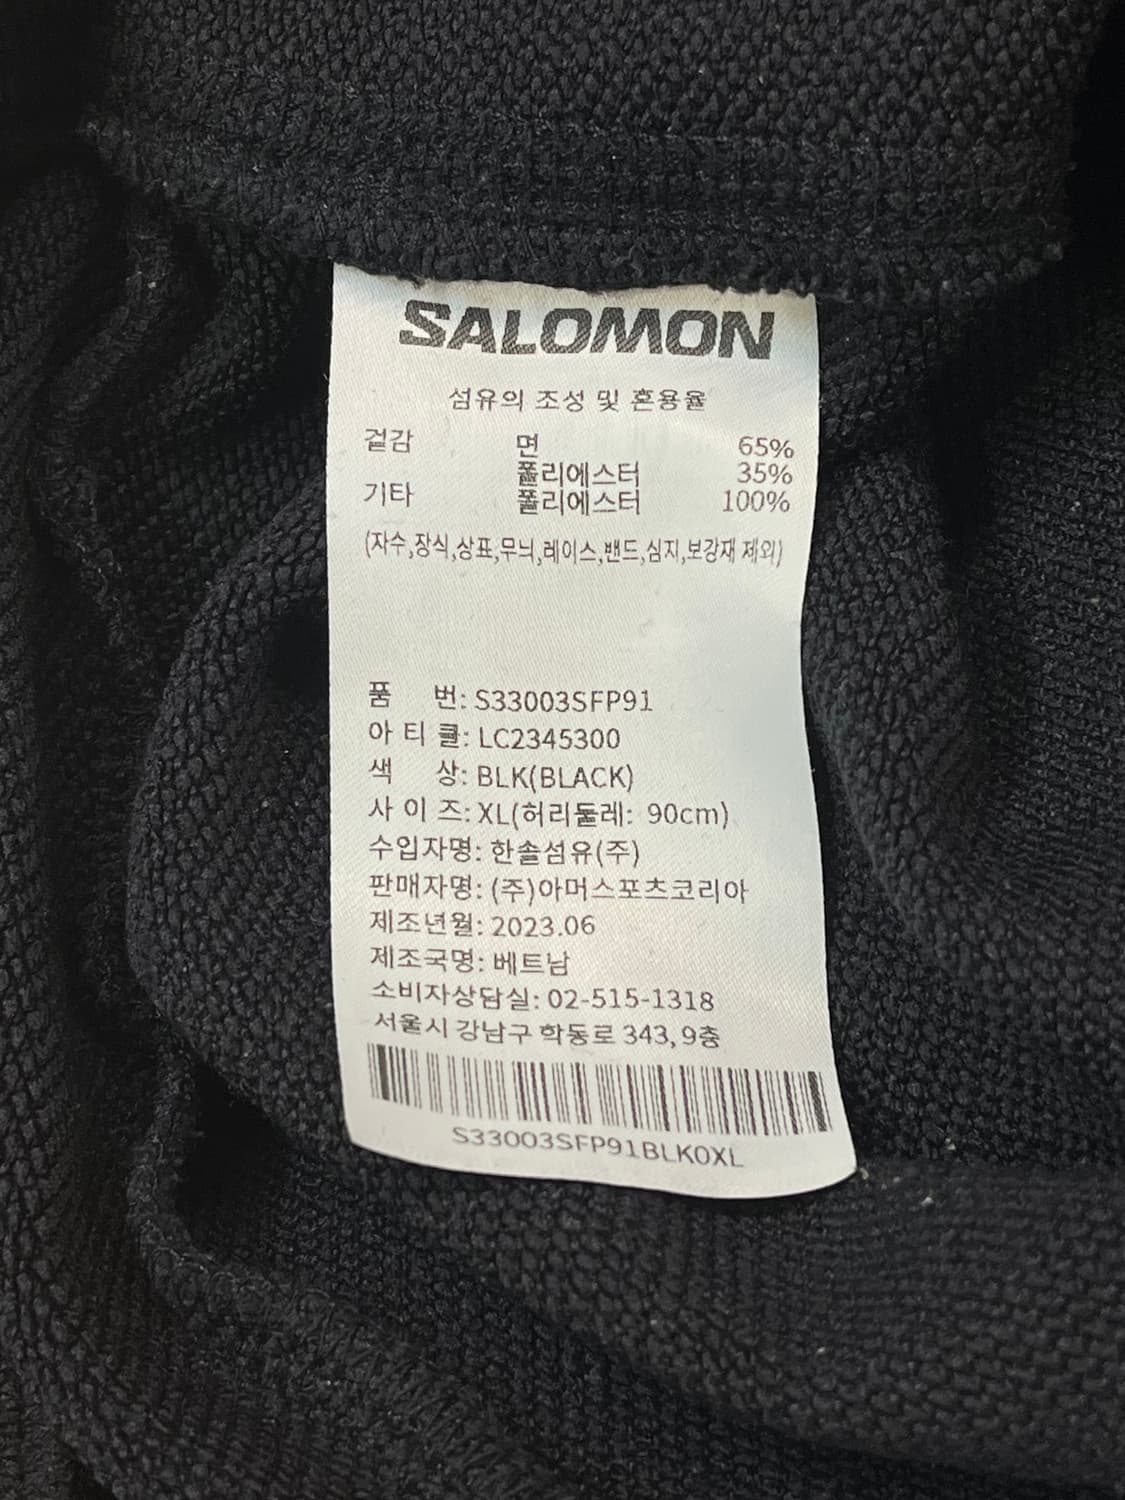 SALOMON
섬유의 조성 및 혼용율
겉감 면 65%
폴리에스터 35%
기타 폴리에스터 100%
(자수,장식,상표,무늬,레이스,밴드,심지,보강재 제외)
품 번: S33003SFP91
아 티 클: LC2345300
색 상: BLK(BLACK)
사 이 즈: XL(허리둘레: 90cm)
수입자명: 한솔섬유(주)
판매자명: (주)아머스포츠코리아
제조년월: 2023.06
제조국명: 베트남
소비자상담실: 02-515-1318
서울시 강남구 학동로 343, 9층
S33003SFP91BLK0XL